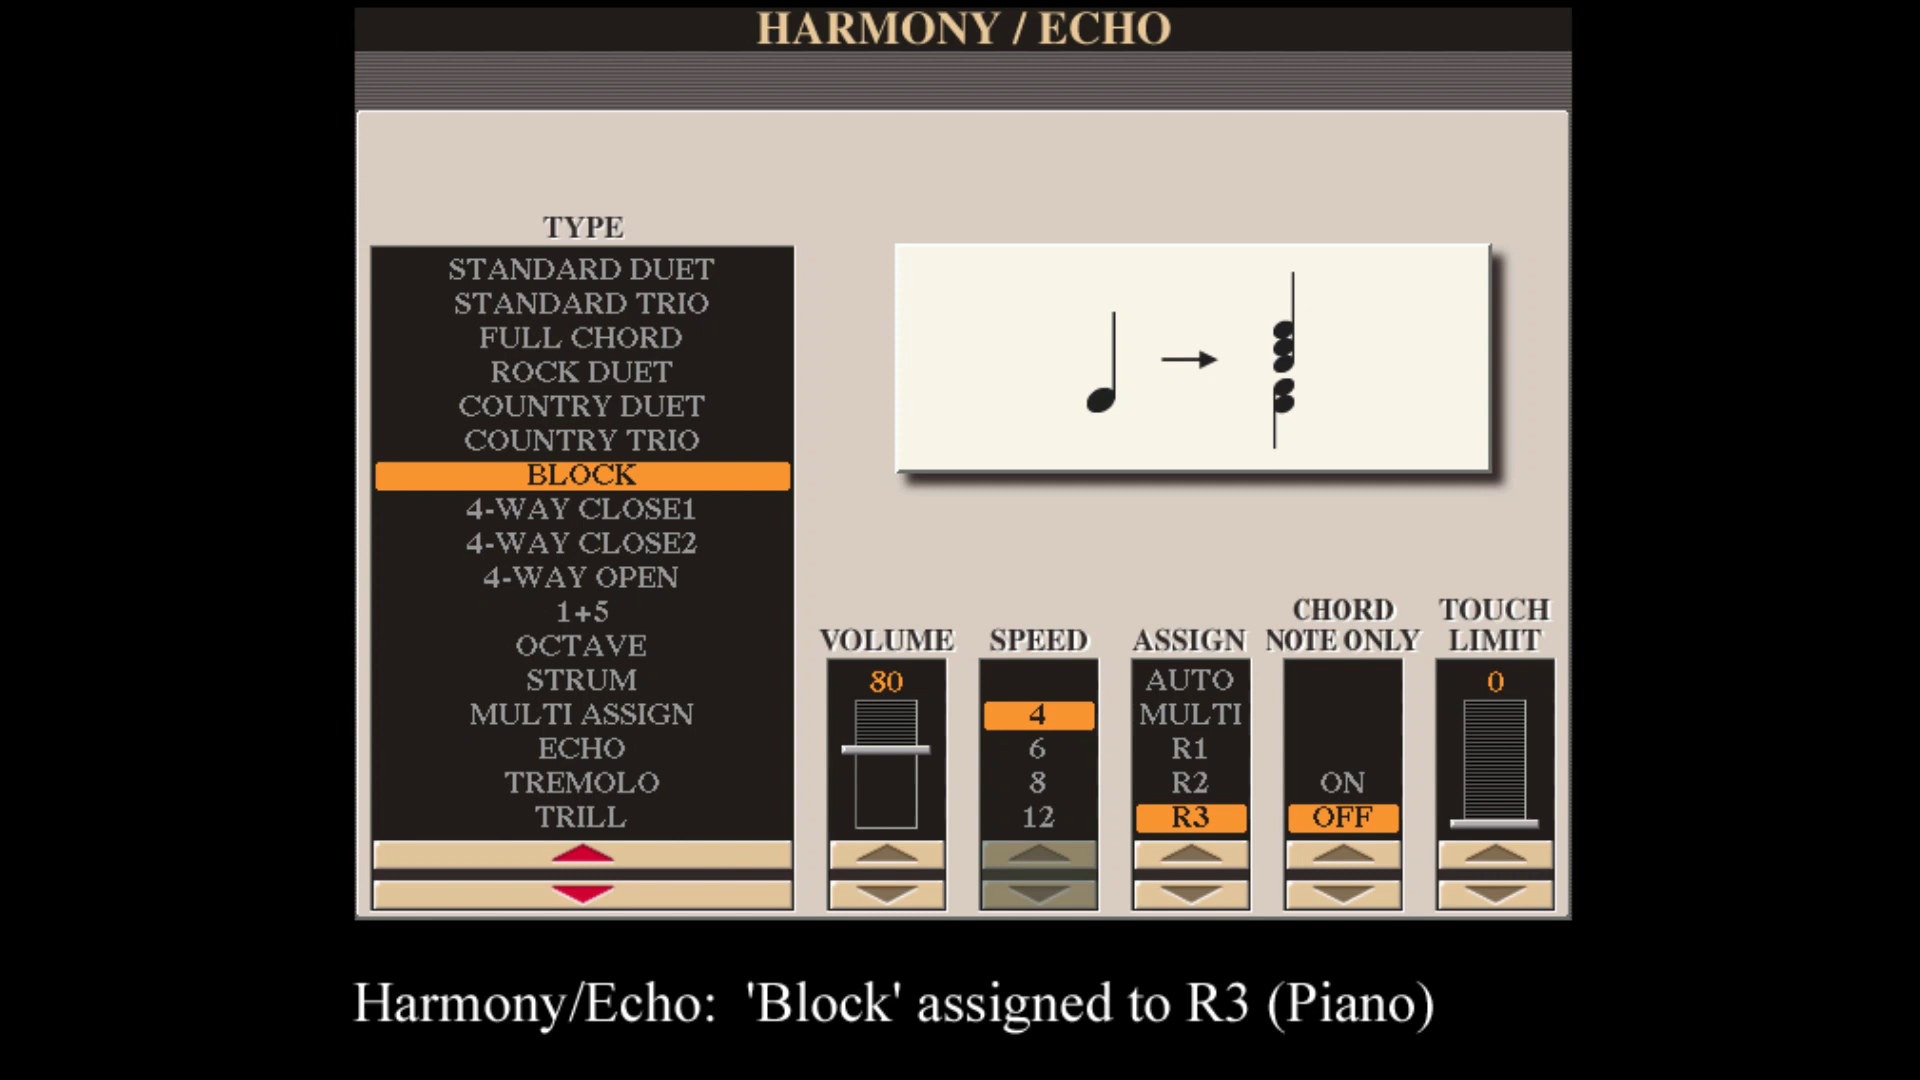 HARMONY / ECHO
TYPE
STANDARD DUET
STANDARD TRIO
FULL CHORD
ROCK DUET
COUNTRY DUET
COUNTRY TRIO
BLOCK
4-WAY CLOSE1
4-WAY CLOSE2
4-WAY OPEN
1+5
OCTAVE
STRUM
MULTI ASSIGN
ECHO
TREMOLO
TRILL
VOLUME
80
SPEED
4
6
8
12
ASSIGN
AUTO
MULTI
R1
R2
R3
CHORD
NOTE ONLY
ON
OFF
TOUCH
LIMIT
0
Harmony/Echo: 'Block' assigned to R3 (Piano)